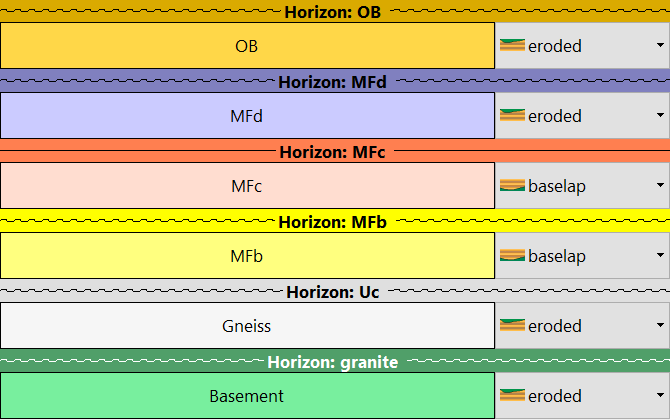 Horizon: OB
OB eroded
Horizon: MFd
MFd eroded
Horizon: MFc
MFc baselap
Horizon: MFb
MFb baselap
Horizon: Uc
Gneiss eroded
Horizon: granite
Basement eroded